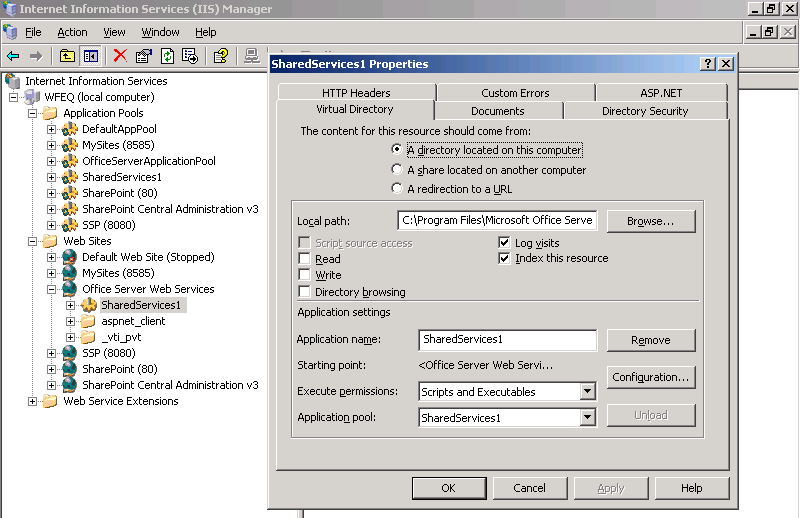 Internet Information Services (IIS) Manager
File Action View Window Help
Internet Information Services
WFEQ (local computer)
Application Pools
DefaultAppPool
MySites (8585)
OfficeServerApplicationPool
SharedServices1
SharePoint (80)
SharePoint Central Administration v3
SSP (8080)
Web Sites
Default Web Site (Stopped)
MySites (8585)
Office Server Web Services
SharedServices1
aspnet_client
_vti_pvt
SSP (8080)
SharePoint (80)
SharePoint Central Administration v3
Web Service Extensions
SharedServices1 Properties
HTTP Headers Custom Errors ASP.NET
Virtual Directory Documents Directory Security
The content for this resource should come from:
A directory located on this computer
A share located on another computer
A redirection to a URL
Local path: C:\Program Files\Microsoft Office Serve Browse...
Script source access Log visits
Read Index this resource
Write
Directory browsing
Application settings
Application name: SharedServices1 Remove
Starting point: <Office Server Web Servi...
Configuration...
Execute permissions: Scripts and Executables
Application pool: SharedServices1 Unload
OK Cancel Apply Help